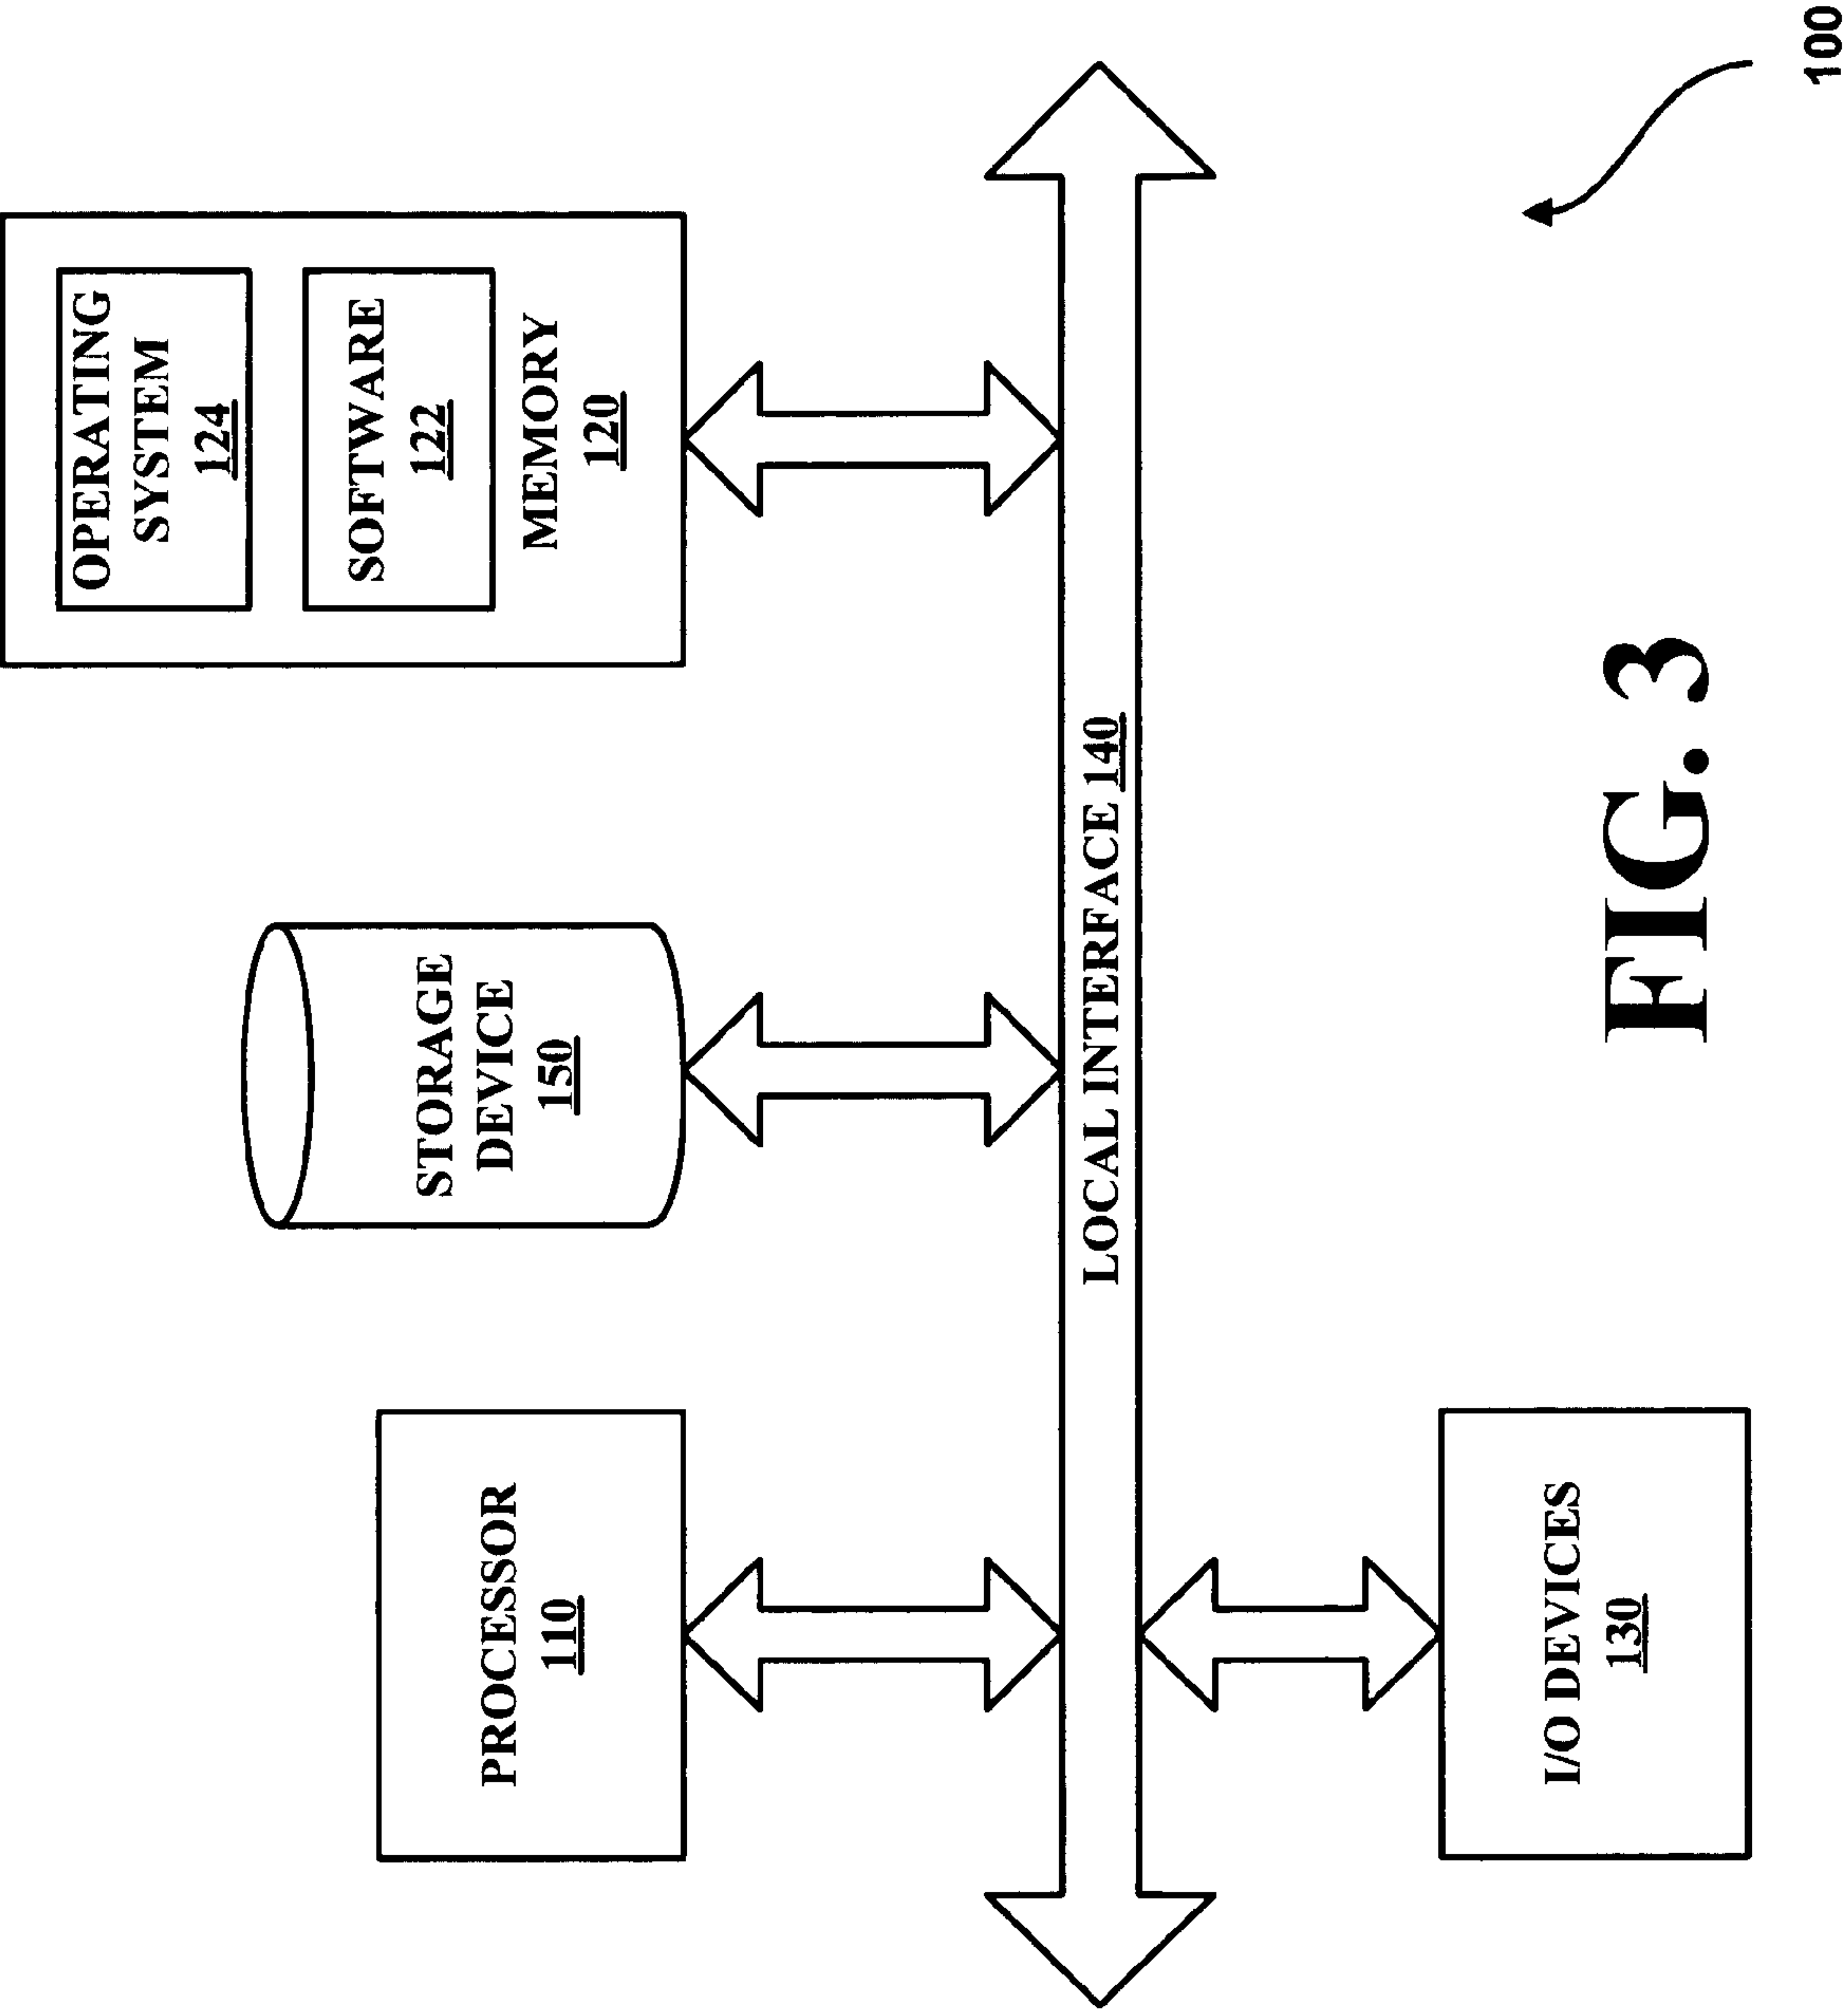 PROCESSOR
110
STORAGE
DEVICE
150
OPERATING
SYSTEM
124
SOFTWARE
122
MEMORY
120
LOCAL INTERFACE 140
I/O DEVICES
130
FIG. 3
100